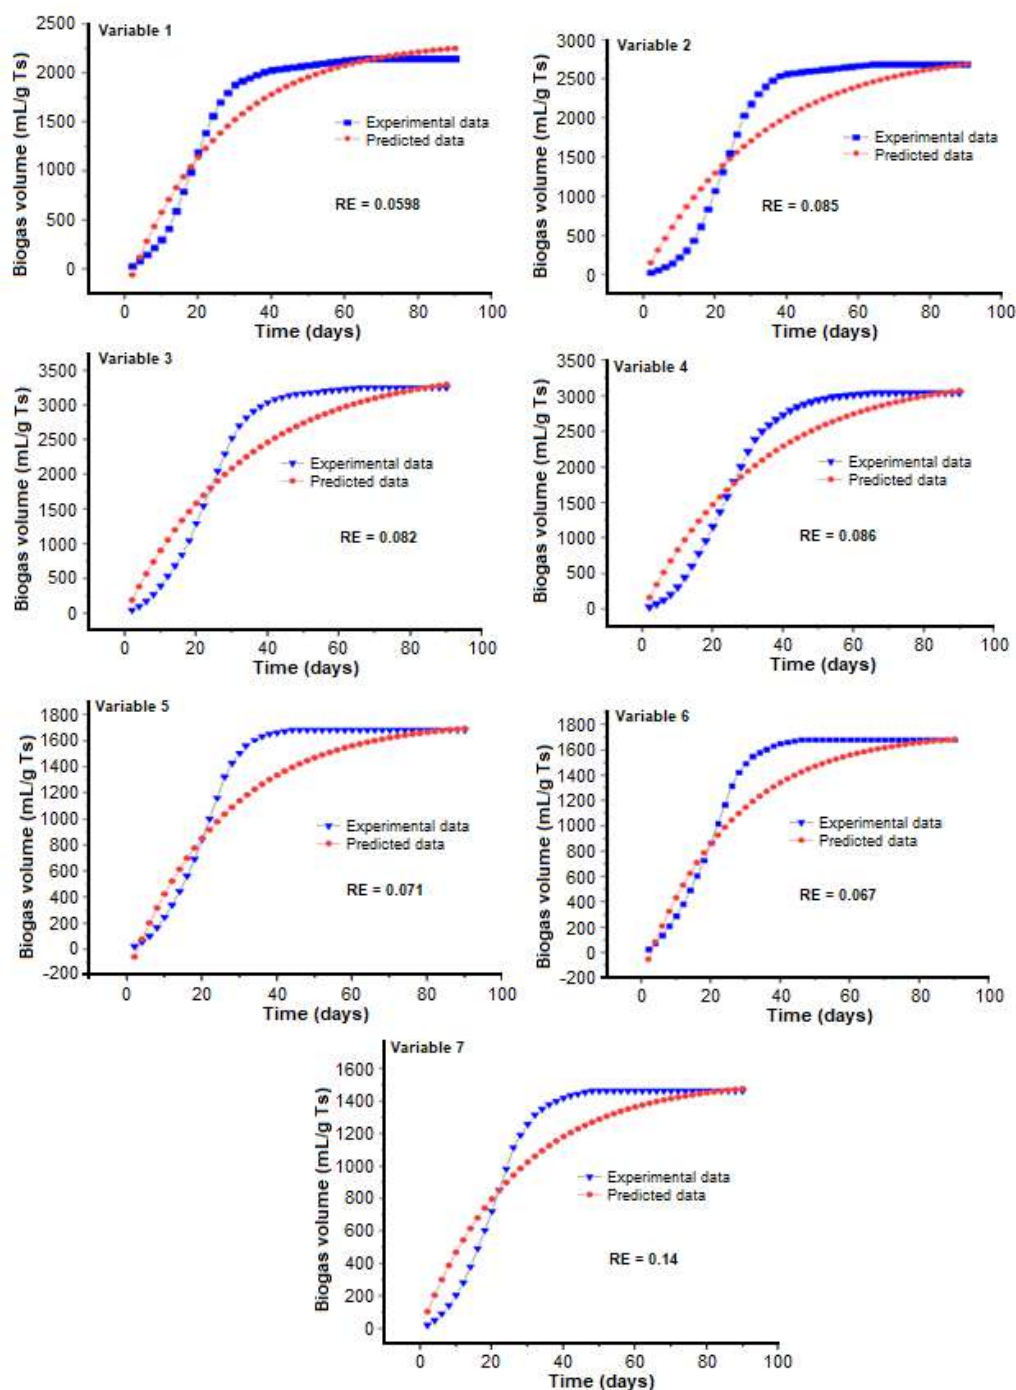 Variable 1
Biogas volume (mL/g Ts)
2500
2000
1500
1000
500
0
Experimental data
Predicted data
RE = 0.0598
0 20 40 60 80 100
Time (days)
Variable 2
Biogas volume (mL/g Ts)
3000
2500
2000
1500
1000
500
0
Experimental data
Predicted data
RE = 0.085
0 20 40 60 80 100
Time (days)
Variable 3
Biogas volume (mL/g Ts)
3500
3000
2500
2000
1500
1000
500
0
Experimental data
Predicted data
RE = 0.082
0 20 40 60 80 100
Time (days)
Variable 4
Biogas volume (mL/g Ts)
3500
3000
2500
2000
1500
1000
500
0
Experimental data
Predicted data
RE = 0.086
0 20 40 60 80 100
Time (days)
Variable 5
Biogas volume (mL/g Ts)
1800
1600
1400
1200
1000
800
600
400
200
0
-200
Experimental data
Predicted data
RE = 0.071
0 20 40 60 80 100
Time (days)
Variable 6
Biogas volume (mL/g Ts)
1800
1600
1400
1200
1000
800
600
400
200
0
-200
Experimental data
Predicted data
RE = 0.067
0 20 40 60 80 100
Time (days)
Variable 7
Biogas volume (mL/g Ts)
1600
1400
1200
1000
800
600
400
200
0
Experimental data
Predicted data
RE = 0.14
0 20 40 60 80 100
Time (days)